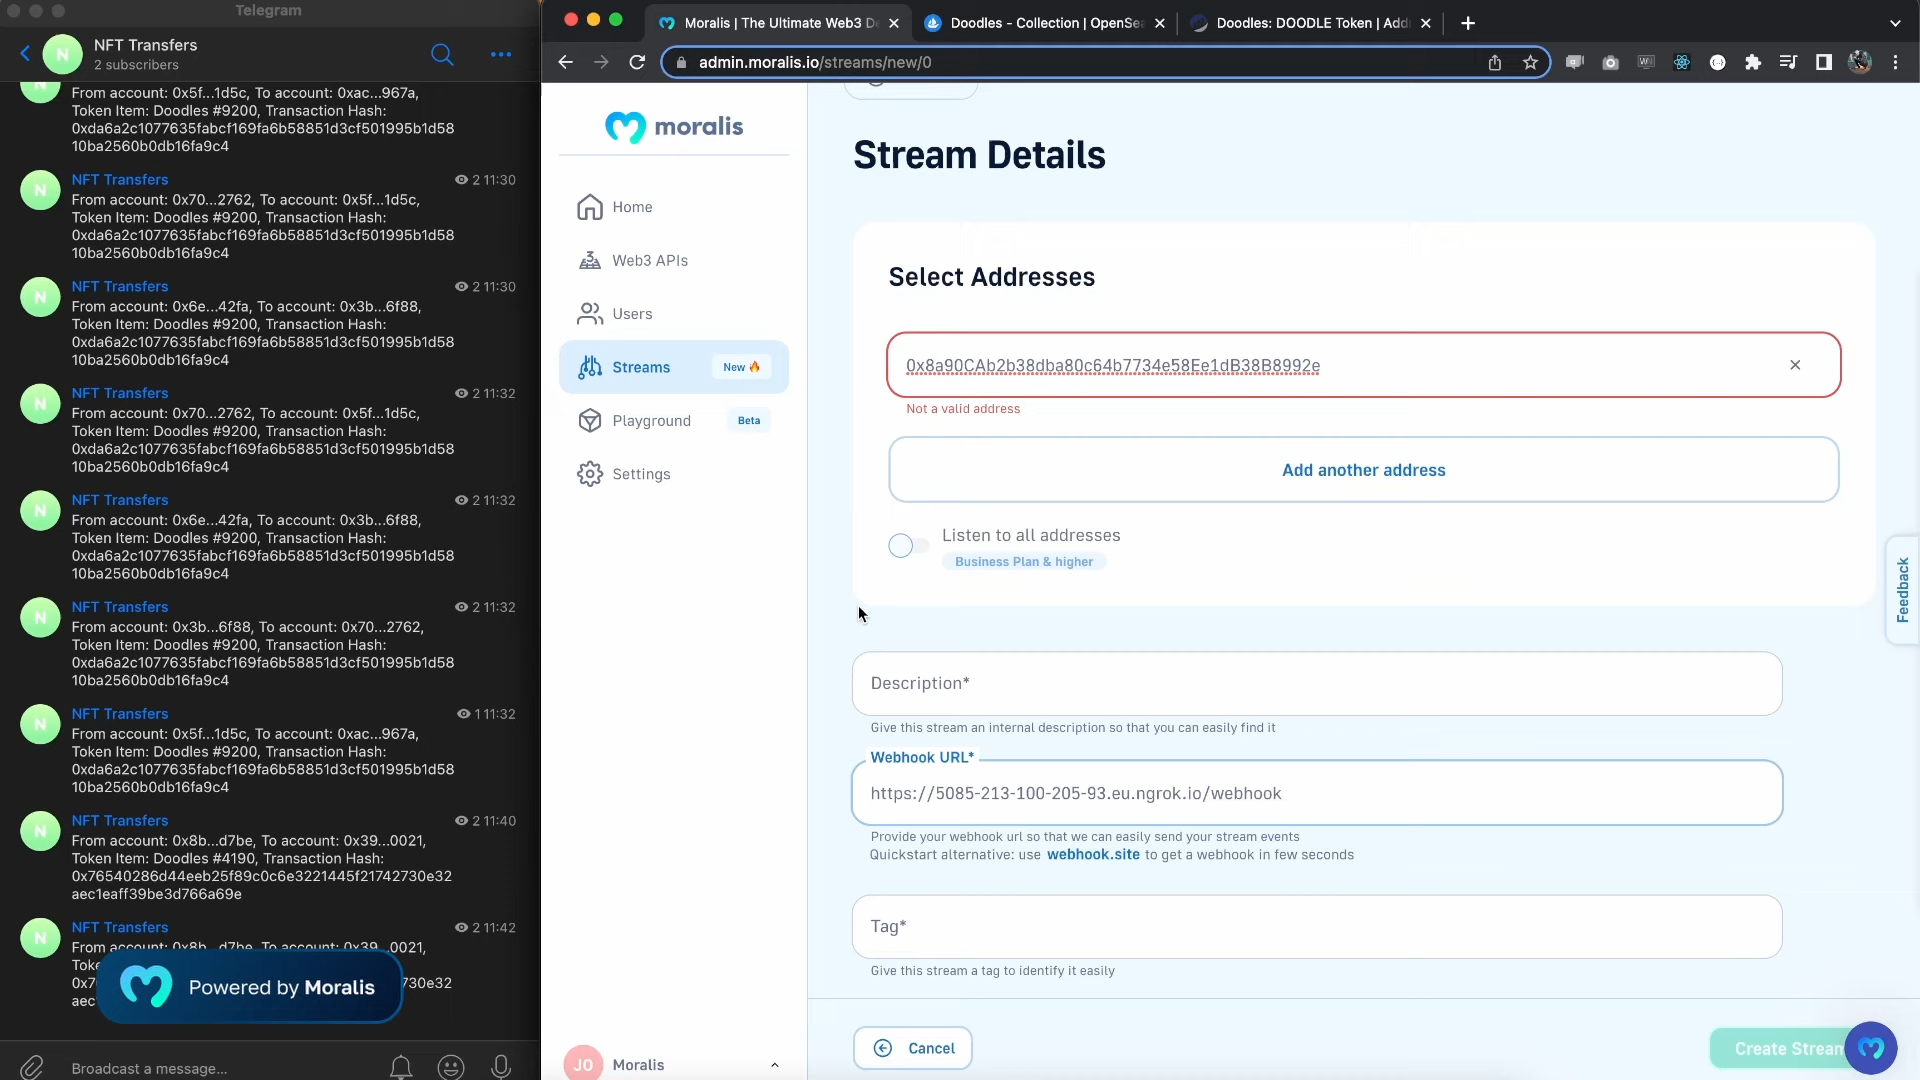 Telegram
NFT Transfers
2 subscribers
From account: 0x5f...1d5c, To account: 0xac...967a,
Token Item: Doodles #9200, Transaction Hash:
0xda6a2c1077635fabcf169fa6b58851d3cf501995b1d58
10ba2560b0db16fa9c4
NFT Transfers 2 11:30
From account: 0x70...2762, To account: 0x5f...1d5c,
Token Item: Doodles #9200, Transaction Hash:
0xda6a2c1077635fabcf169fa6b58851d3cf501995b1d58
10ba2560b0db16fa9c4
NFT Transfers 2 11:30
From account: 0x6e...42fa, To account: 0x3b...6f88,
Token Item: Doodles #9200, Transaction Hash:
0xda6a2c1077635fabcf169fa6b58851d3cf501995b1d58
10ba2560b0db16fa9c4
NFT Transfers 2 11:32
From account: 0x70...2762, To account: 0x5f...1d5c,
Token Item: Doodles #9200, Transaction Hash:
0xda6a2c1077635fabcf169fa6b58851d3cf501995b1d58
10ba2560b0db16fa9c4
NFT Transfers 2 11:32
From account: 0x6e...42fa, To account: 0x3b...6f88,
Token Item: Doodles #9200, Transaction Hash:
0xda6a2c1077635fabcf169fa6b58851d3cf501995b1d58
10ba2560b0db16fa9c4
NFT Transfers 2 11:32
From account: 0x3b...6f88, To account: 0x70...2762,
Token Item: Doodles #9200, Transaction Hash:
0xda6a2c1077635fabcf169fa6b58851d3cf501995b1d58
10ba2560b0db16fa9c4
NFT Transfers 1 11:32
From account: 0x5f...1d5c, To account: 0xac...967a,
Token Item: Doodles #9200, Transaction Hash:
0xda6a2c1077635fabcf169fa6b58851d3cf501995b1d58
10ba2560b0db16fa9c4
NFT Transfers 2 11:40
From account: 0x8b...d7be, To account: 0x39...0021,
Token Item: Doodles #4190, Transaction Hash:
0x76540286d44eeb25f89c0c6e3221445f21742730e32
aec1eaff39be3d766a69e
NFT Transfers 2 11:42
From account: 0x8b...d7be, To account: 0x39...0021,
Toke
0x7 730e32
aec
Powered by Moralis
Broadcast a message...
Moralis | The Ultimate Web3 De
Doodles - Collection | OpenSea
Doodles: DOODLE Token | Addr
admin.moralis.io/streams/new/0
moralis
Home
Web3 APIs
Users
Streams New🔥
Playground Beta
Settings
JO Moralis
Stream Details
Select Addresses
0x8a90CAb2b38dba80c64b7734e58Ee1dB38B8992e
Not a valid address
Add another address
Listen to all addresses
Business Plan & higher
Description*
Give this stream an internal description so that you can easily find it
Webhook URL*
https://5085-213-100-205-93.eu.ngrok.io/webhook
Provide your webhook url so that we can easily send your stream events
Quickstart alternative: use webhook.site to get a webhook in few seconds
Tag*
Give this stream a tag to identify it easily
Cancel
Create Stream
Feedback